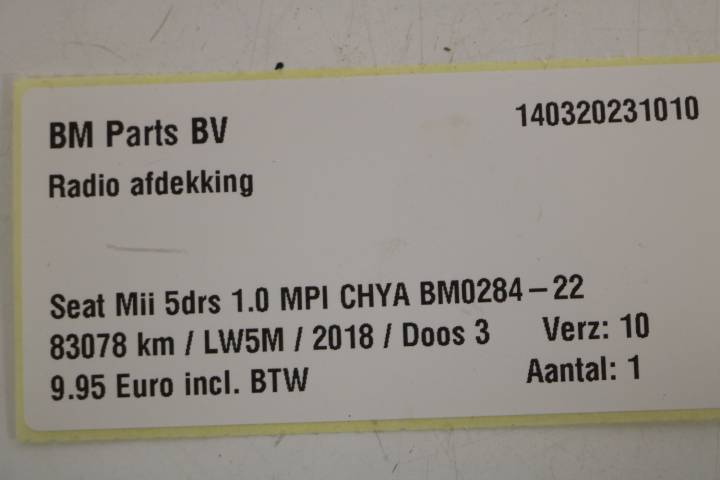 BM Parts BV 140320231010
Radio afdekking
Seat Mii 5drs 1.0 MPI CHYA BM0284-22
83078 km / LW5M / 2018 / Doos 3 Verz: 10
9.95 Euro incl. BTW Aantal: 1